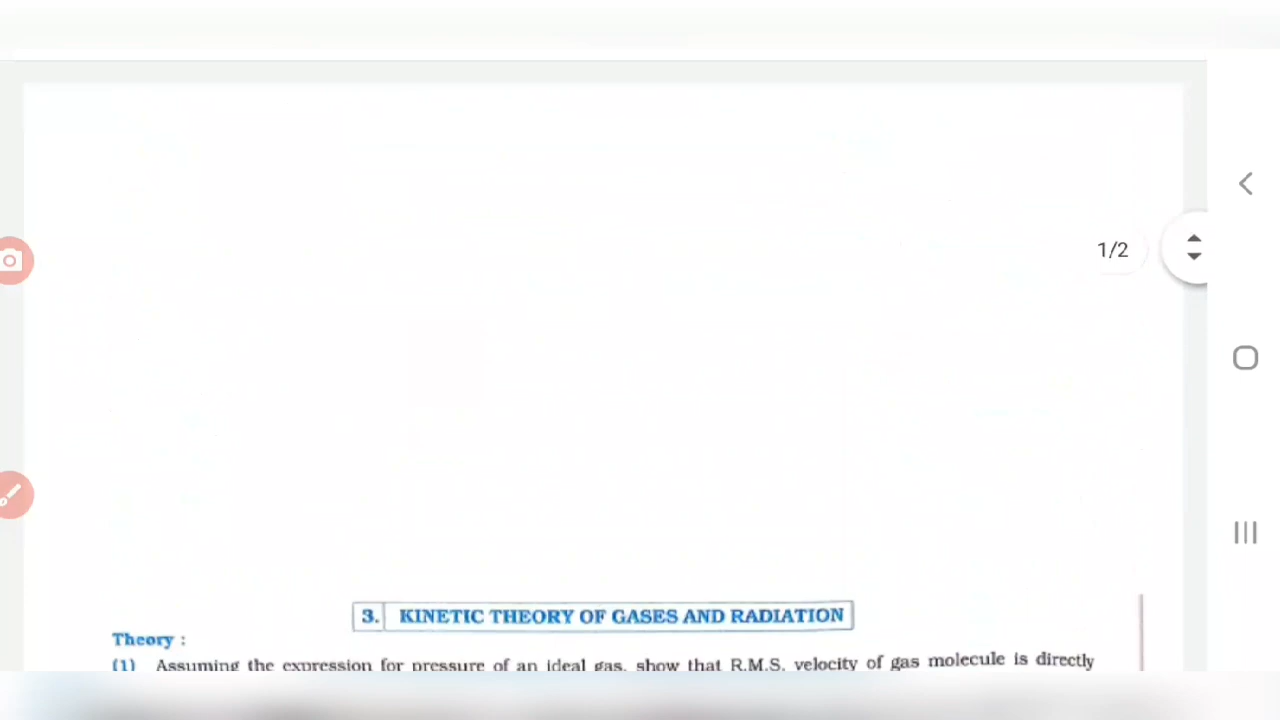 1/2
3. KINETIC THEORY OF GASES AND RADIATION
Theory :
(1) Assuming the expression for pressure of an ideal gas, show that R.M.S. velocity of gas molecule is directly